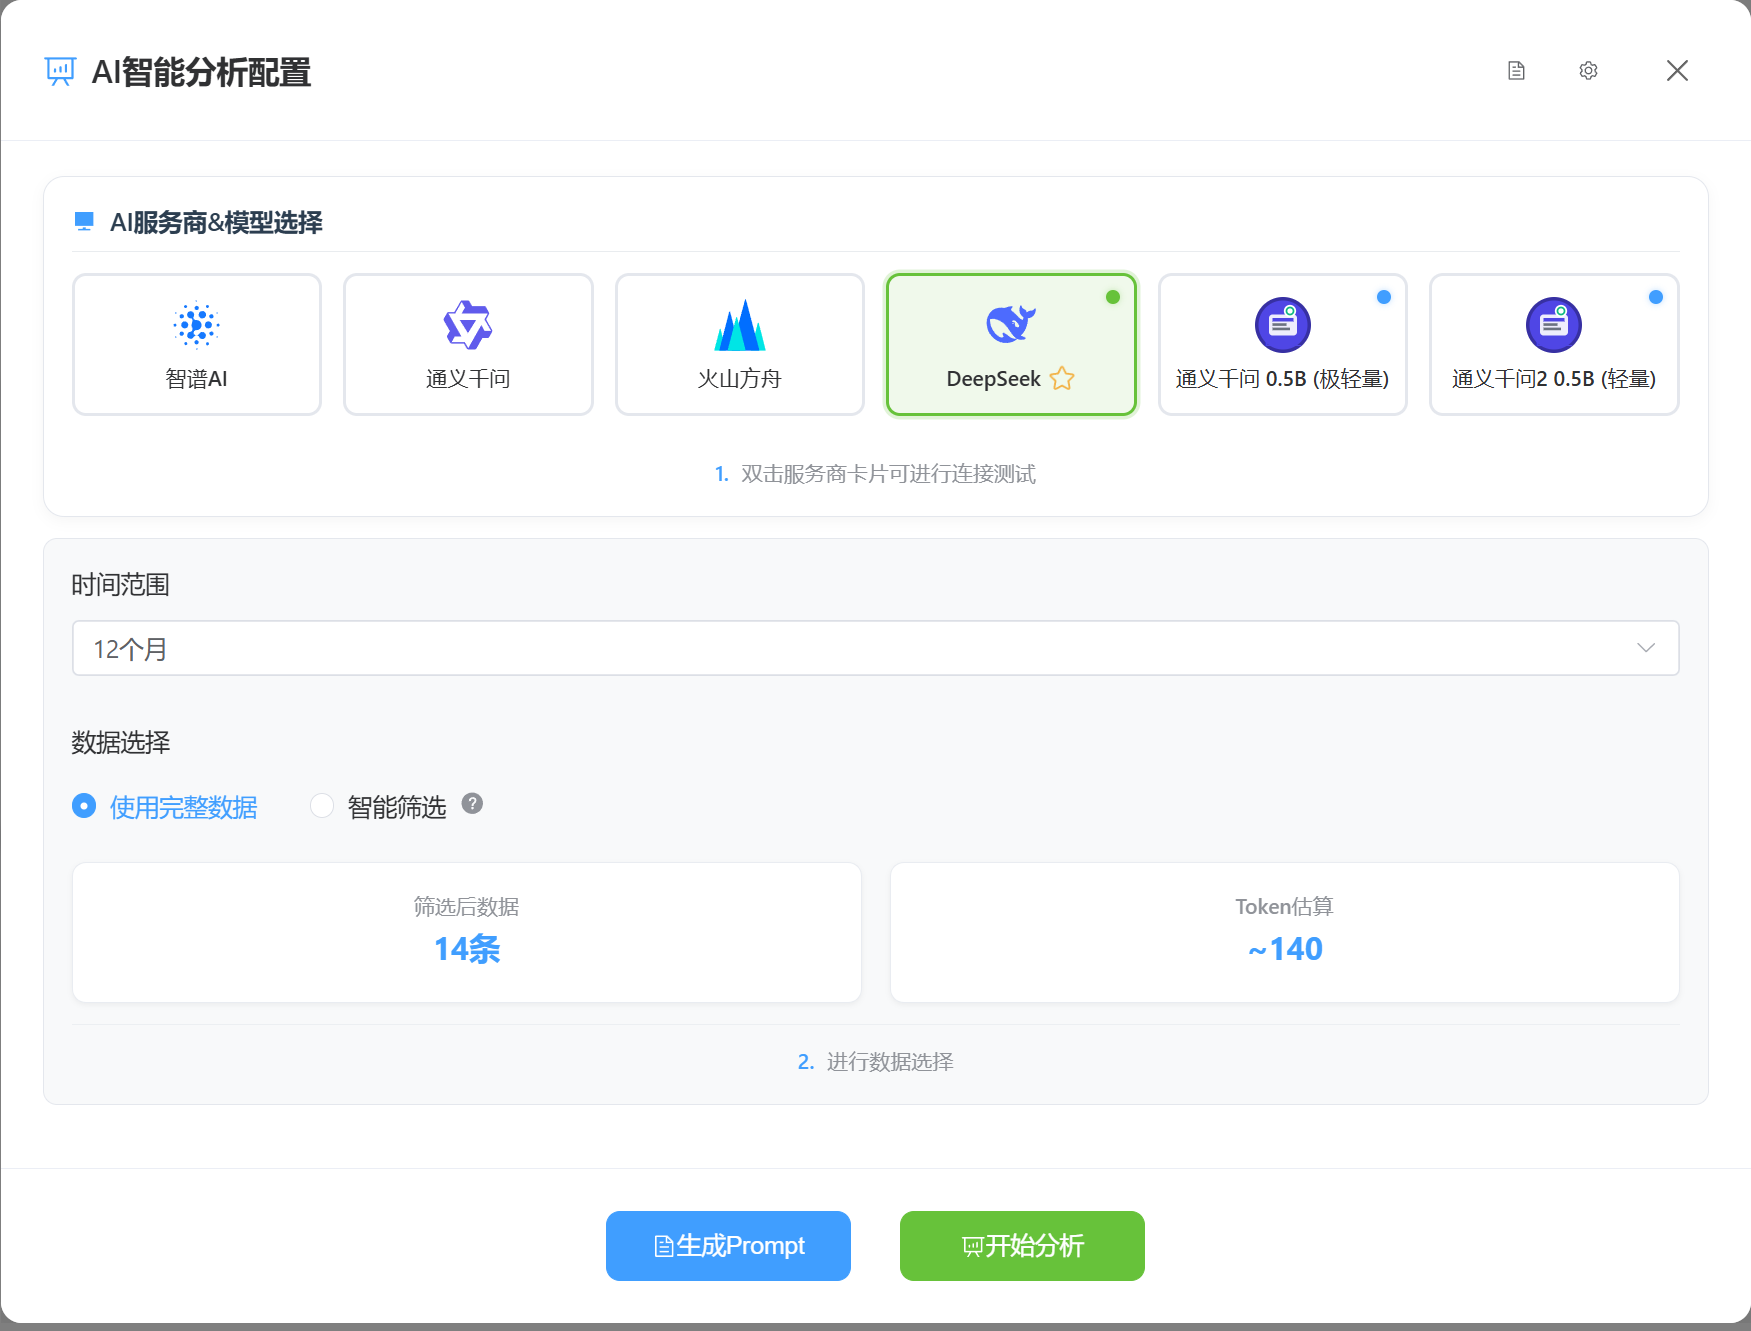 AI智能分析配置
AI服务商&模型选择
智谱AI
通义千问
火山方舟
DeepSeek
通义千问 0.5B (极轻量)
通义千问2 0.5B (轻量)
1. 双击服务商卡片可进行连接测试
时间范围
12个月
数据选择
使用完整数据
智能筛选
?
筛选后数据
14条
Token估算
~140
2. 进行数据选择
生成Prompt
开始分析